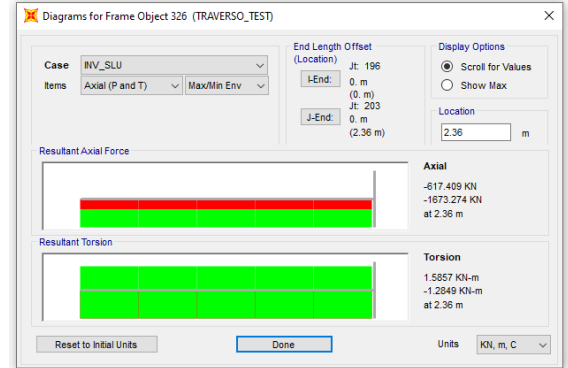 Diagrams for Frame Object 326 (TRAVERSO_TEST)
Case INV_SLU
Items Axial (P and T) Max/Min Env
End Length Offset
(Location)
I-End: Jt: 196
0. m
(0. m)
J-End: Jt: 203
0. m
(2.36 m)
Display Options
Scroll for Values
Show Max
Location
2.36 m
Resultant Axial Force
Axial
-617.409 KN
-1673.274 KN
at 2.36 m
Resultant Torsion
Torsion
1.5857 KN-m
-1.2849 KN-m
at 2.36 m
Reset to Initial Units Done Units KN, m, C